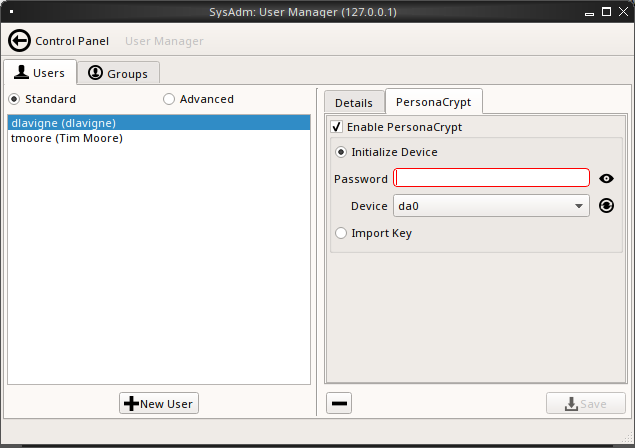 SysAdm: User Manager (127.0.0.1)
Control Panel User Manager
Users Groups
Standard Advanced
dlavigne (dlavigne)
tmoore (Tim Moore)
New User
Details PersonaCrypt
Enable PersonaCrypt
Initialize Device
Password
Device da0
Import Key
Save